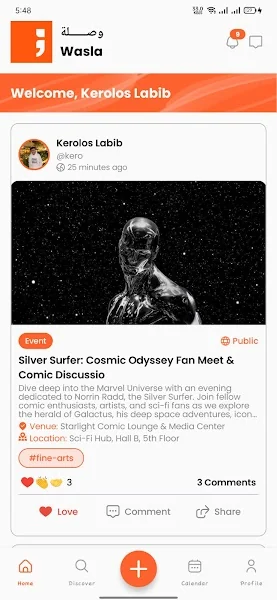 5:48
وصلة
Wasla
9
Welcome, Kerolos Labib
Kerolos Labib
@kero
25 minutes ago
Event
Public
Silver Surfer: Cosmic Odyssey Fan Meet &
Comic Discussio
Dive deep into the Marvel Universe with an evening
dedicated to Norrin Radd, the Silver Surfer. Join fellow
comic enthusiasts, artists, and sci-fi fans as we explore
the herald of Galactus, his deep space adventures, iconi...
Venue: Starlight Comic Lounge & Media Center
Location: Sci-Fi Hub, Hall B, 5th Floor
#fine-arts
3
3 Comments
Love
Comment
Share
Home
Discover
Calendar
Profile